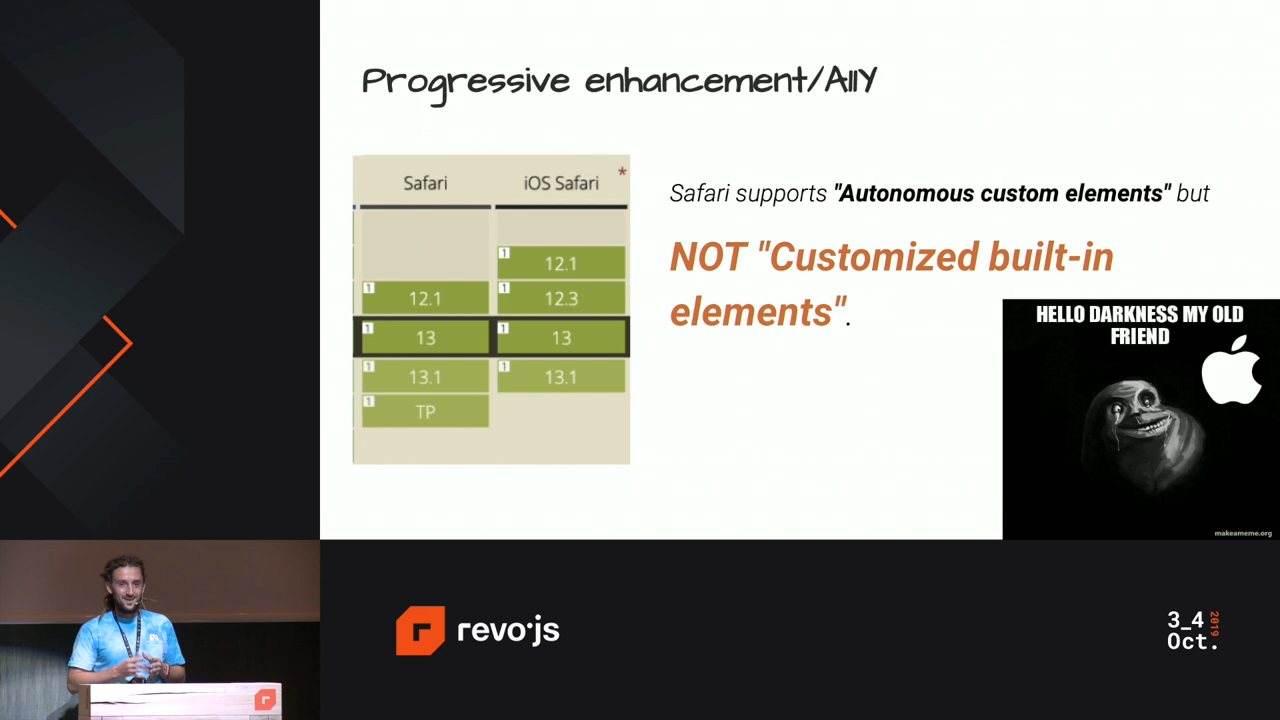 Progressive enhancement/A11Y
Safari
iOS Safari
*
1
12.1
1
12.1
1
12.3
1
13
1
13
1
13.1
1
13.1
1
TP
Safari supports "Autonomous custom elements" but
NOT "Customized built-in
elements".
HELLO DARKNESS MY OLD
FRIEND
makeameme.org
r
revo·js
3_4
Oct.
2019
r